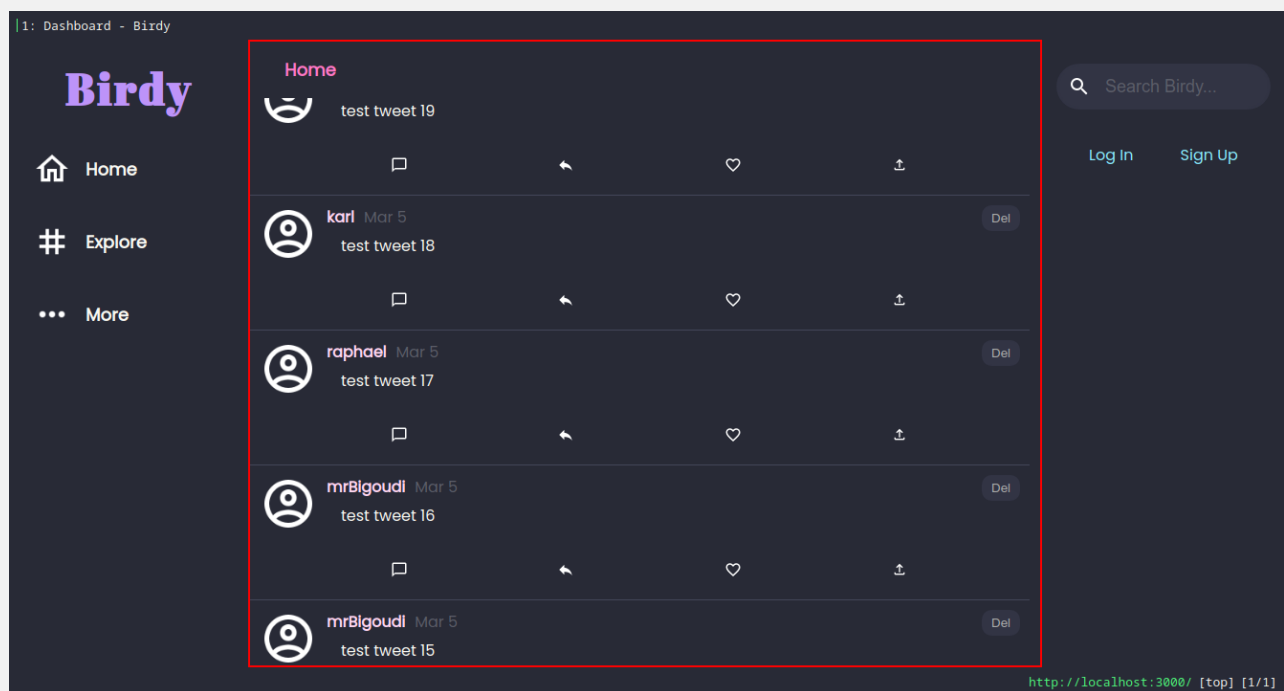 1: Dashboard - Birdy
Birdy
Home
Explore
More
Home
test tweet 19
karl Mar 5 Del
test tweet 18
raphael Mar 5 Del
test tweet 17
mrBigoudi Mar 5 Del
test tweet 16
mrBigoudi Mar 5 Del
test tweet 15
Search Birdy...
Log In Sign Up
http://localhost:3000/ [top] [1/1]